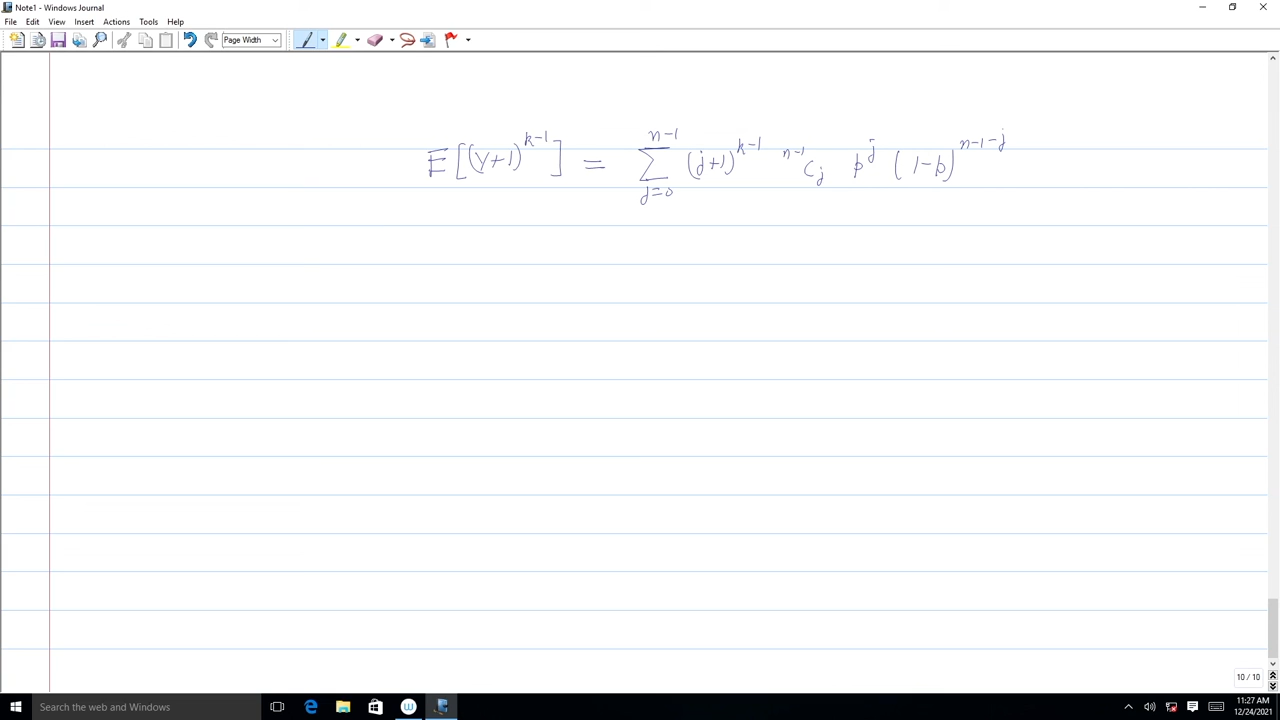 Note1 - Windows Journal
File Edit View Insert Actions Tools Help
Page Width
E[(Y+1)^{k-1}] = \sum_{j=0}^{n-1} (j+1)^{k-1} ^{n-1}C_j p^j (1-p)^{n-1-j}
10 / 10
Search the web and Windows
11:27 AM
12/24/2021